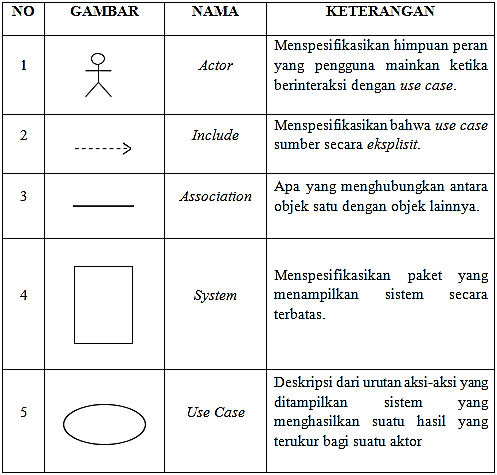 NO GAMBAR NAMA KETERANGAN
1 Actor Menspesifikasikan himpuan peran
yang pengguna mainkan ketika
berinteraksi dengan use case.
2 Include Menspesifikasikan bahwa use case
sumber secara eksplisit.
3 Association Apa yang menghubungkan antara
objek satu dengan objek lainnya.
4 System Menspesifikasikan paket yang
menampilkan sistem secara
terbatas.
5 Use Case Deskripsi dari urutan aksi-aksi yang
ditampilkan sistem yang
menghasilkan suatu hasil yang
terukur bagi suatu aktor